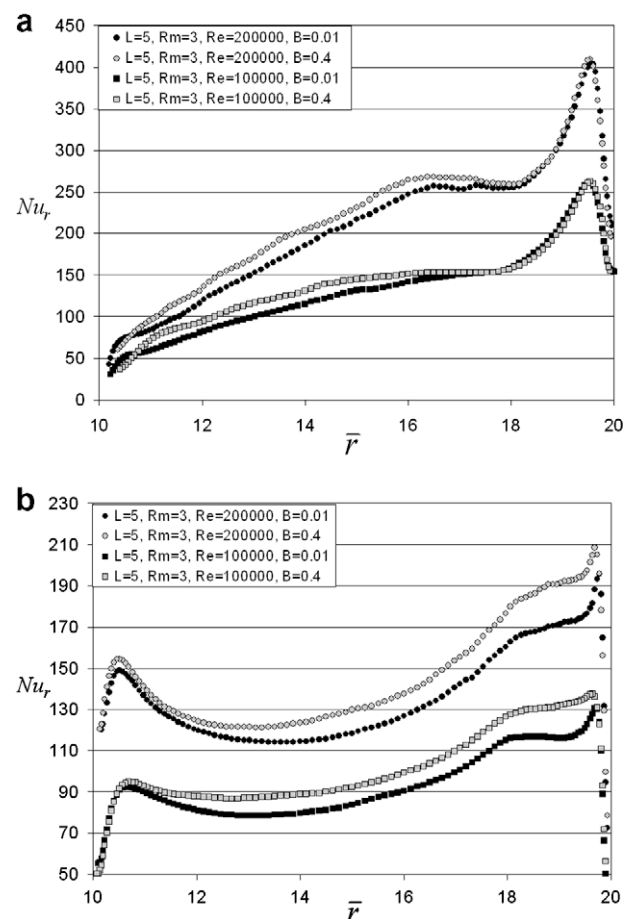 a
450
400
350
300
250
200
150
100
50
0
Nu_r
L=5, Rm=3, Re=200000, B=0.01
L=5, Rm=3, Re=200000, B=0.4
L=5, Rm=3, Re=100000, B=0.01
L=5, Rm=3, Re=100000, B=0.4
10 12 14 16 18 20
r̅
b
230
210
190
170
150
130
110
90
70
50
Nu_r
L=5, Rm=3, Re=200000, B=0.01
L=5, Rm=3, Re=200000, B=0.4
L=5, Rm=3, Re=100000, B=0.01
L=5, Rm=3, Re=100000, B=0.4
10 12 14 16 18 20
r̅